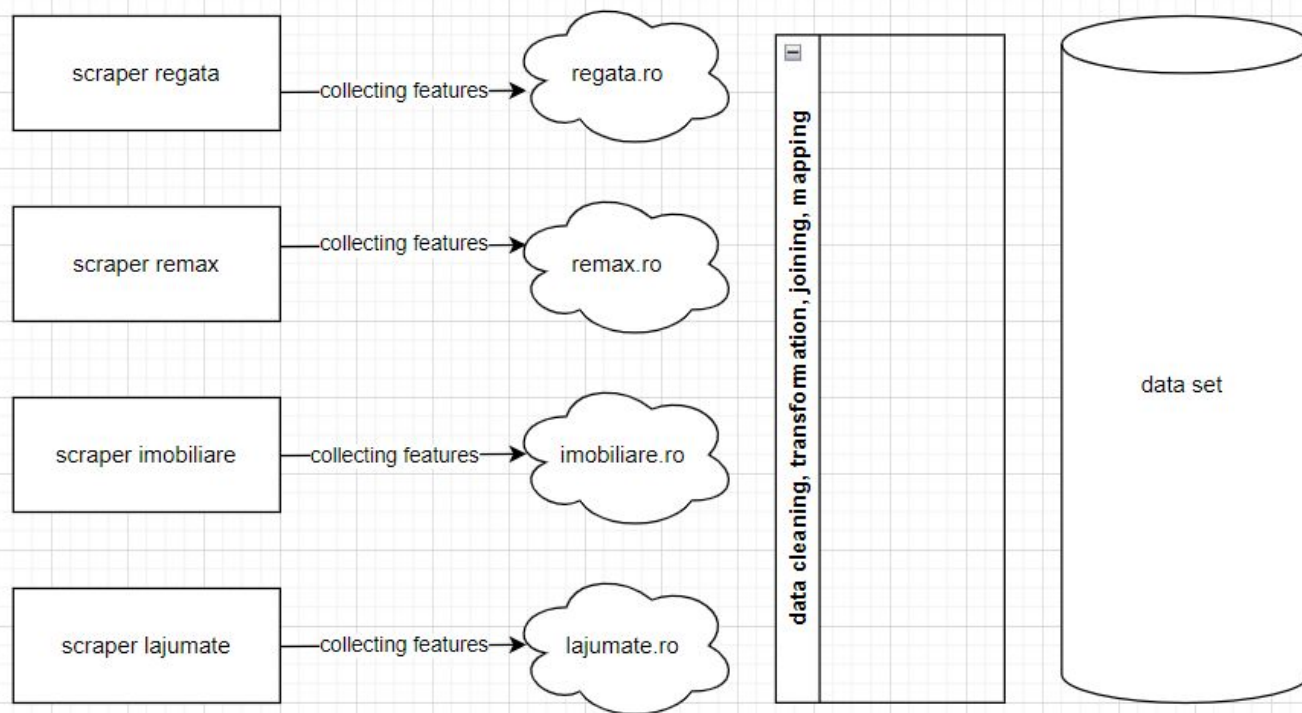 scraper regata
collecting features
regata.ro
scraper remax
collecting features
remax.ro
scraper imobiliare
collecting features
imobiliare.ro
scraper lajumate
collecting features
lajumate.ro
data cleaning, transformation, joining, mapping
data set